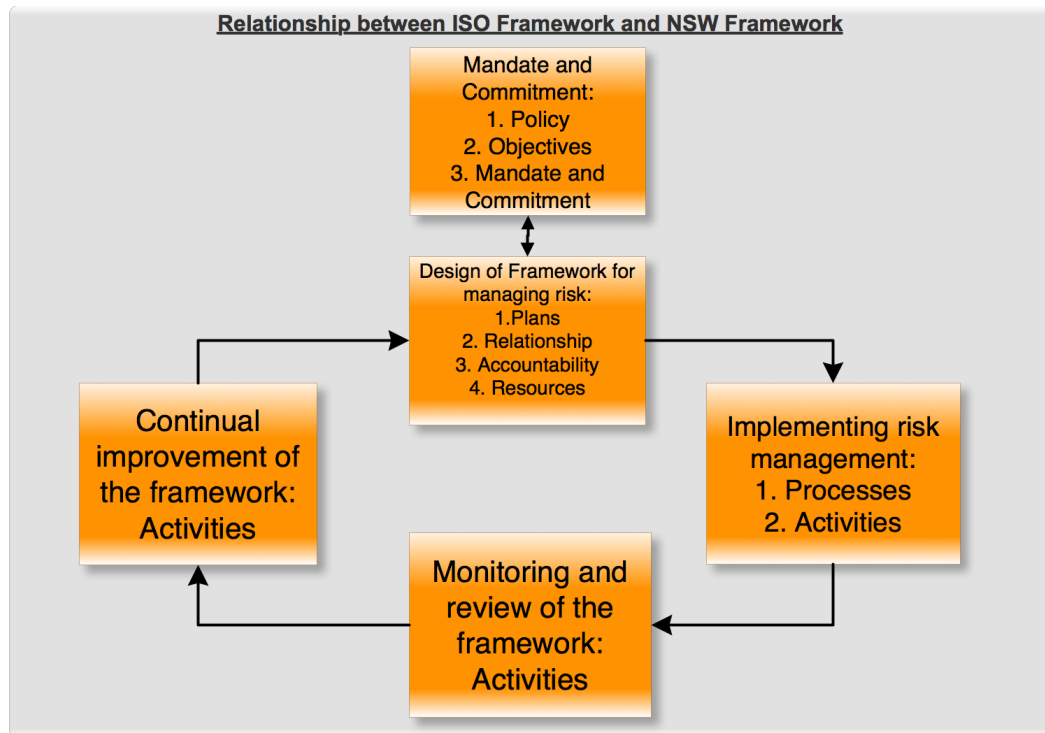 Relationship between ISO Framework and NSW Framework
Mandate and
Commitment:
1. Policy
2. Objectives
3. Mandate and
Commitment
Design of Framework for
managing risk:
1.Plans
2. Relationship
3. Accountability
4. Resources
Continual
improvement of
the framework:
Activities
Implementing risk
management:
1. Processes
2. Activities
Monitoring and
review of the
framework:
Activities